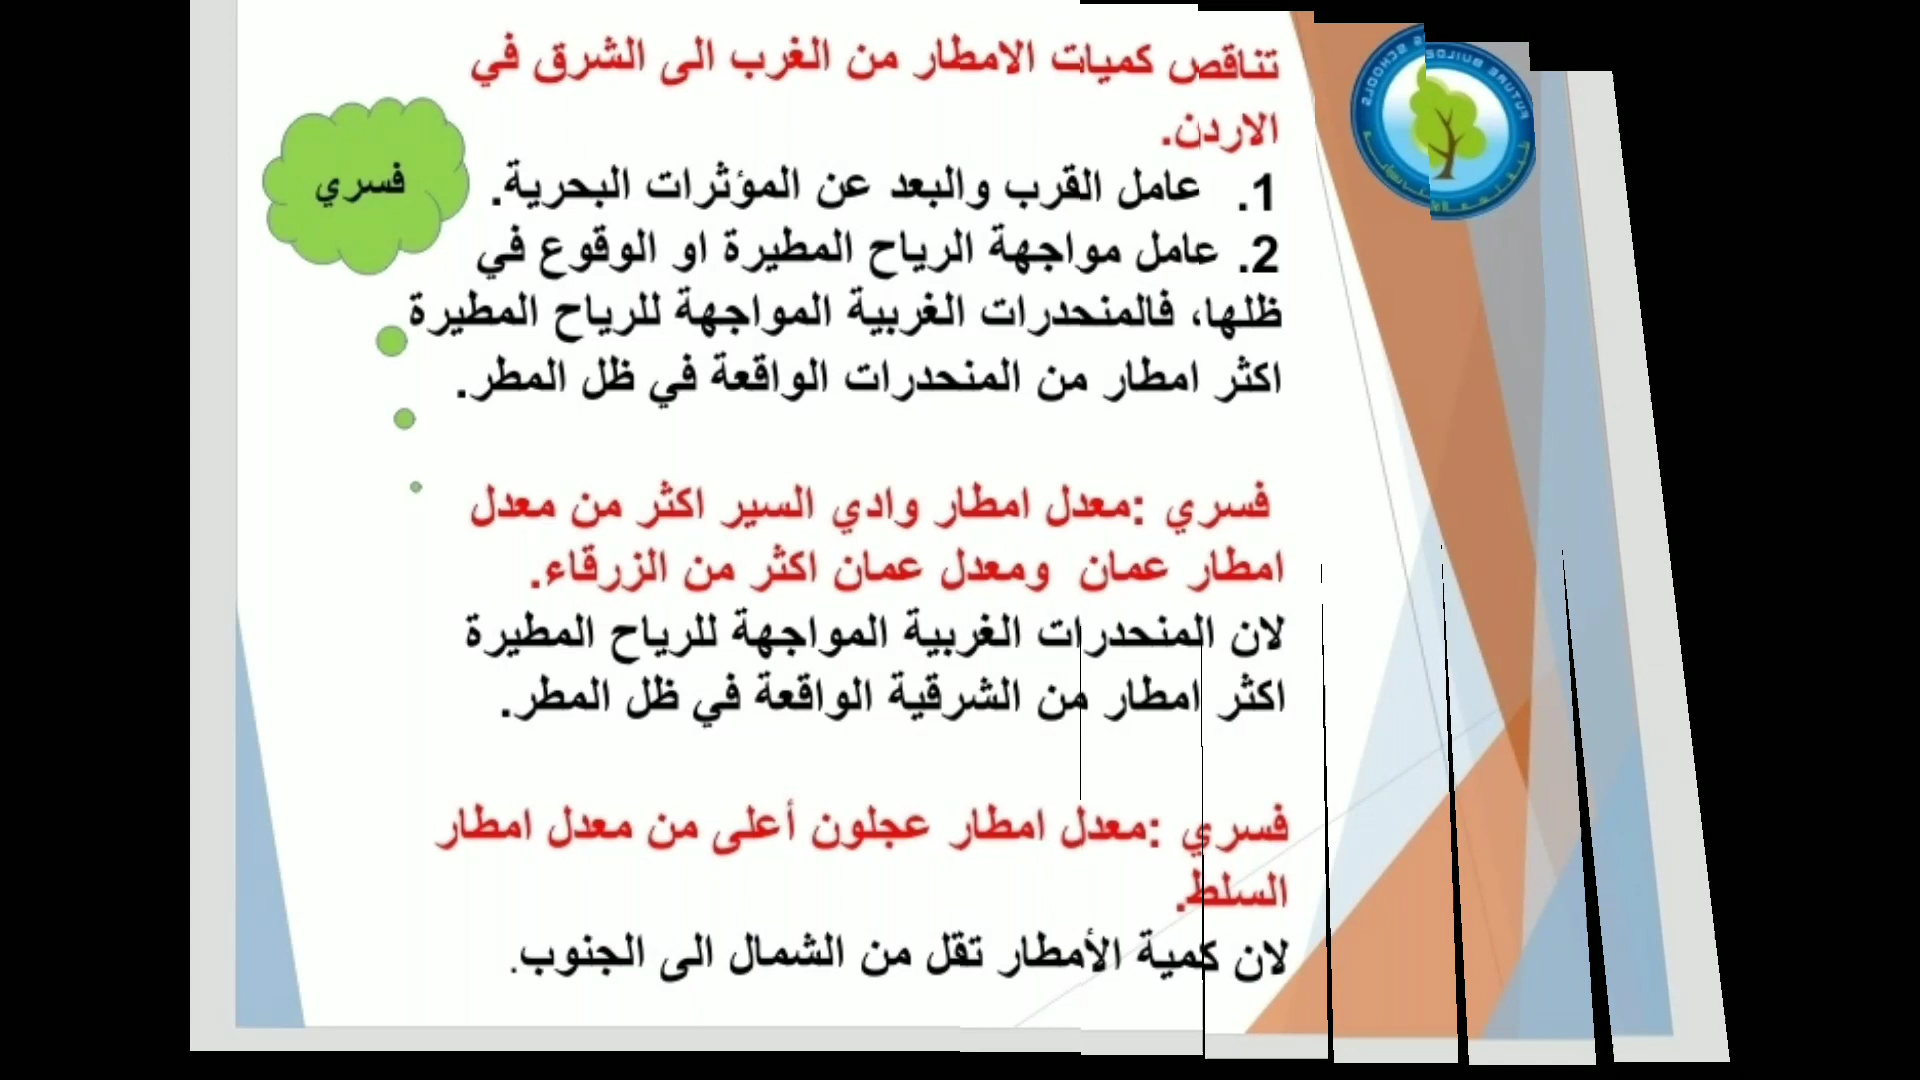 تناقص كميات الامطار من الغرب الى الشرق في
الاردن.
فسري
1. عامل القرب والبعد عن المؤثرات البحرية.
2. عامل مواجهة الرياح المطيرة او الوقوع في
ظلها، فالمنحدرات الغربية المواجهة للرياح المطيرة
اكثر امطار من المنحدرات الواقعة في ظل المطر.
فسري :معدل امطار وادي السير اكثر من معدل
امطار عمان ومعدل عمان اكثر من الزرقاء.
لان المنحدرات الغربية المواجهة للرياح المطيرة
اكثر امطار من الشرقية الواقعة في ظل المطر.
فسري :معدل امطار عجلون أعلى من معدل امطار
السلط.
لان كمية الأمطار تقل من الشمال الى الجنوب.